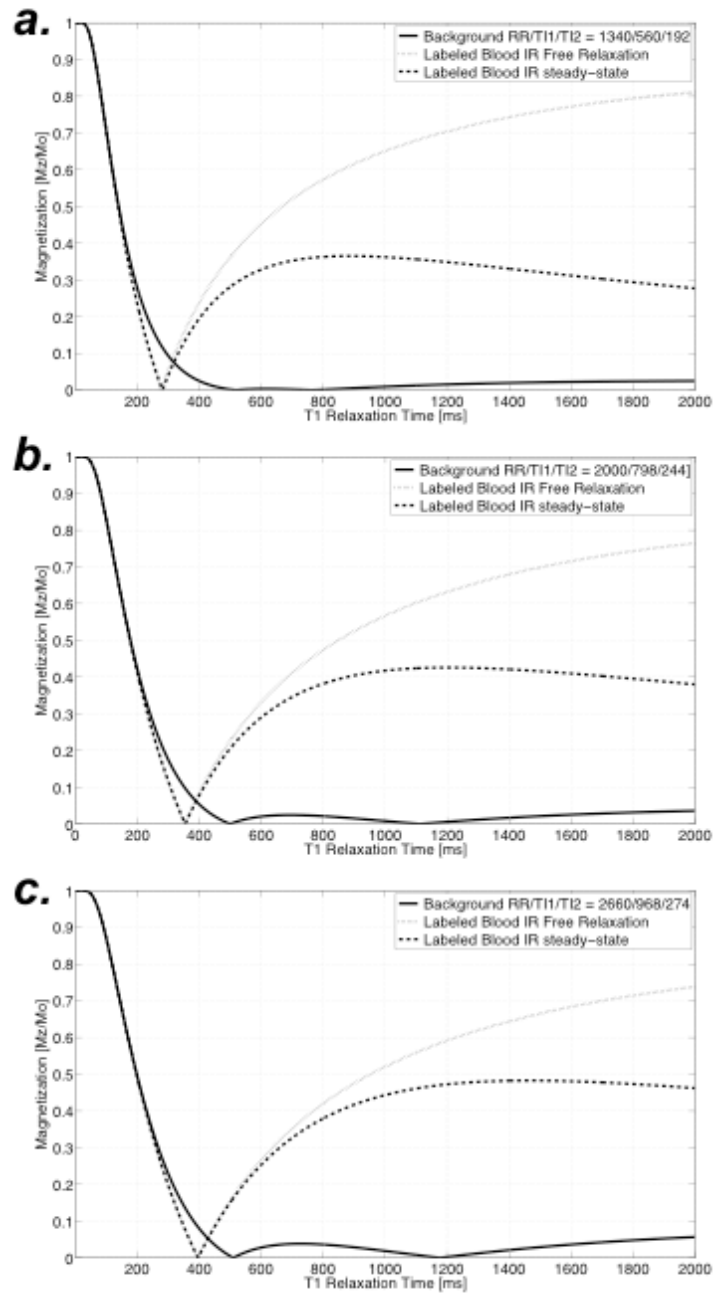 a.
1
0.9
0.8
0.7
0.6
0.5
0.4
0.3
0.2
0.1
0
Magnetization [Mz/Mo]
Background RR/TI1/TI2 = 1340/560/192
Labeled Blood IR Free Relaxation
Labeled Blood IR steady-state
200 400 600 800 1000 1200 1400 1600 1800 2000
T1 Relaxation Time [ms]
b.
1
0.9
0.8
0.7
0.6
0.5
0.4
0.3
0.2
0.1
0
Magnetization [Mz/Mo]
Background RR/TI1/TI2 = 2000/798/244]
Labeled Blood IR Free Relaxation
Labeled Blood IR steady-state
0 200 400 600 800 1000 1200 1400 1600 1800 2000
T1 Relaxation Time [ms]
c.
1
0.9
0.8
0.7
0.6
0.5
0.4
0.3
0.2
0.1
0
Magnetization [Mz/Mo]
Background RR/TI1/TI2 = 2660/968/274
Labeled Blood IR Free Relaxation
Labeled Blood IR steady-state
200 400 600 800 1000 1200 1400 1600 1800 2000
T1 Relaxation Time [ms]